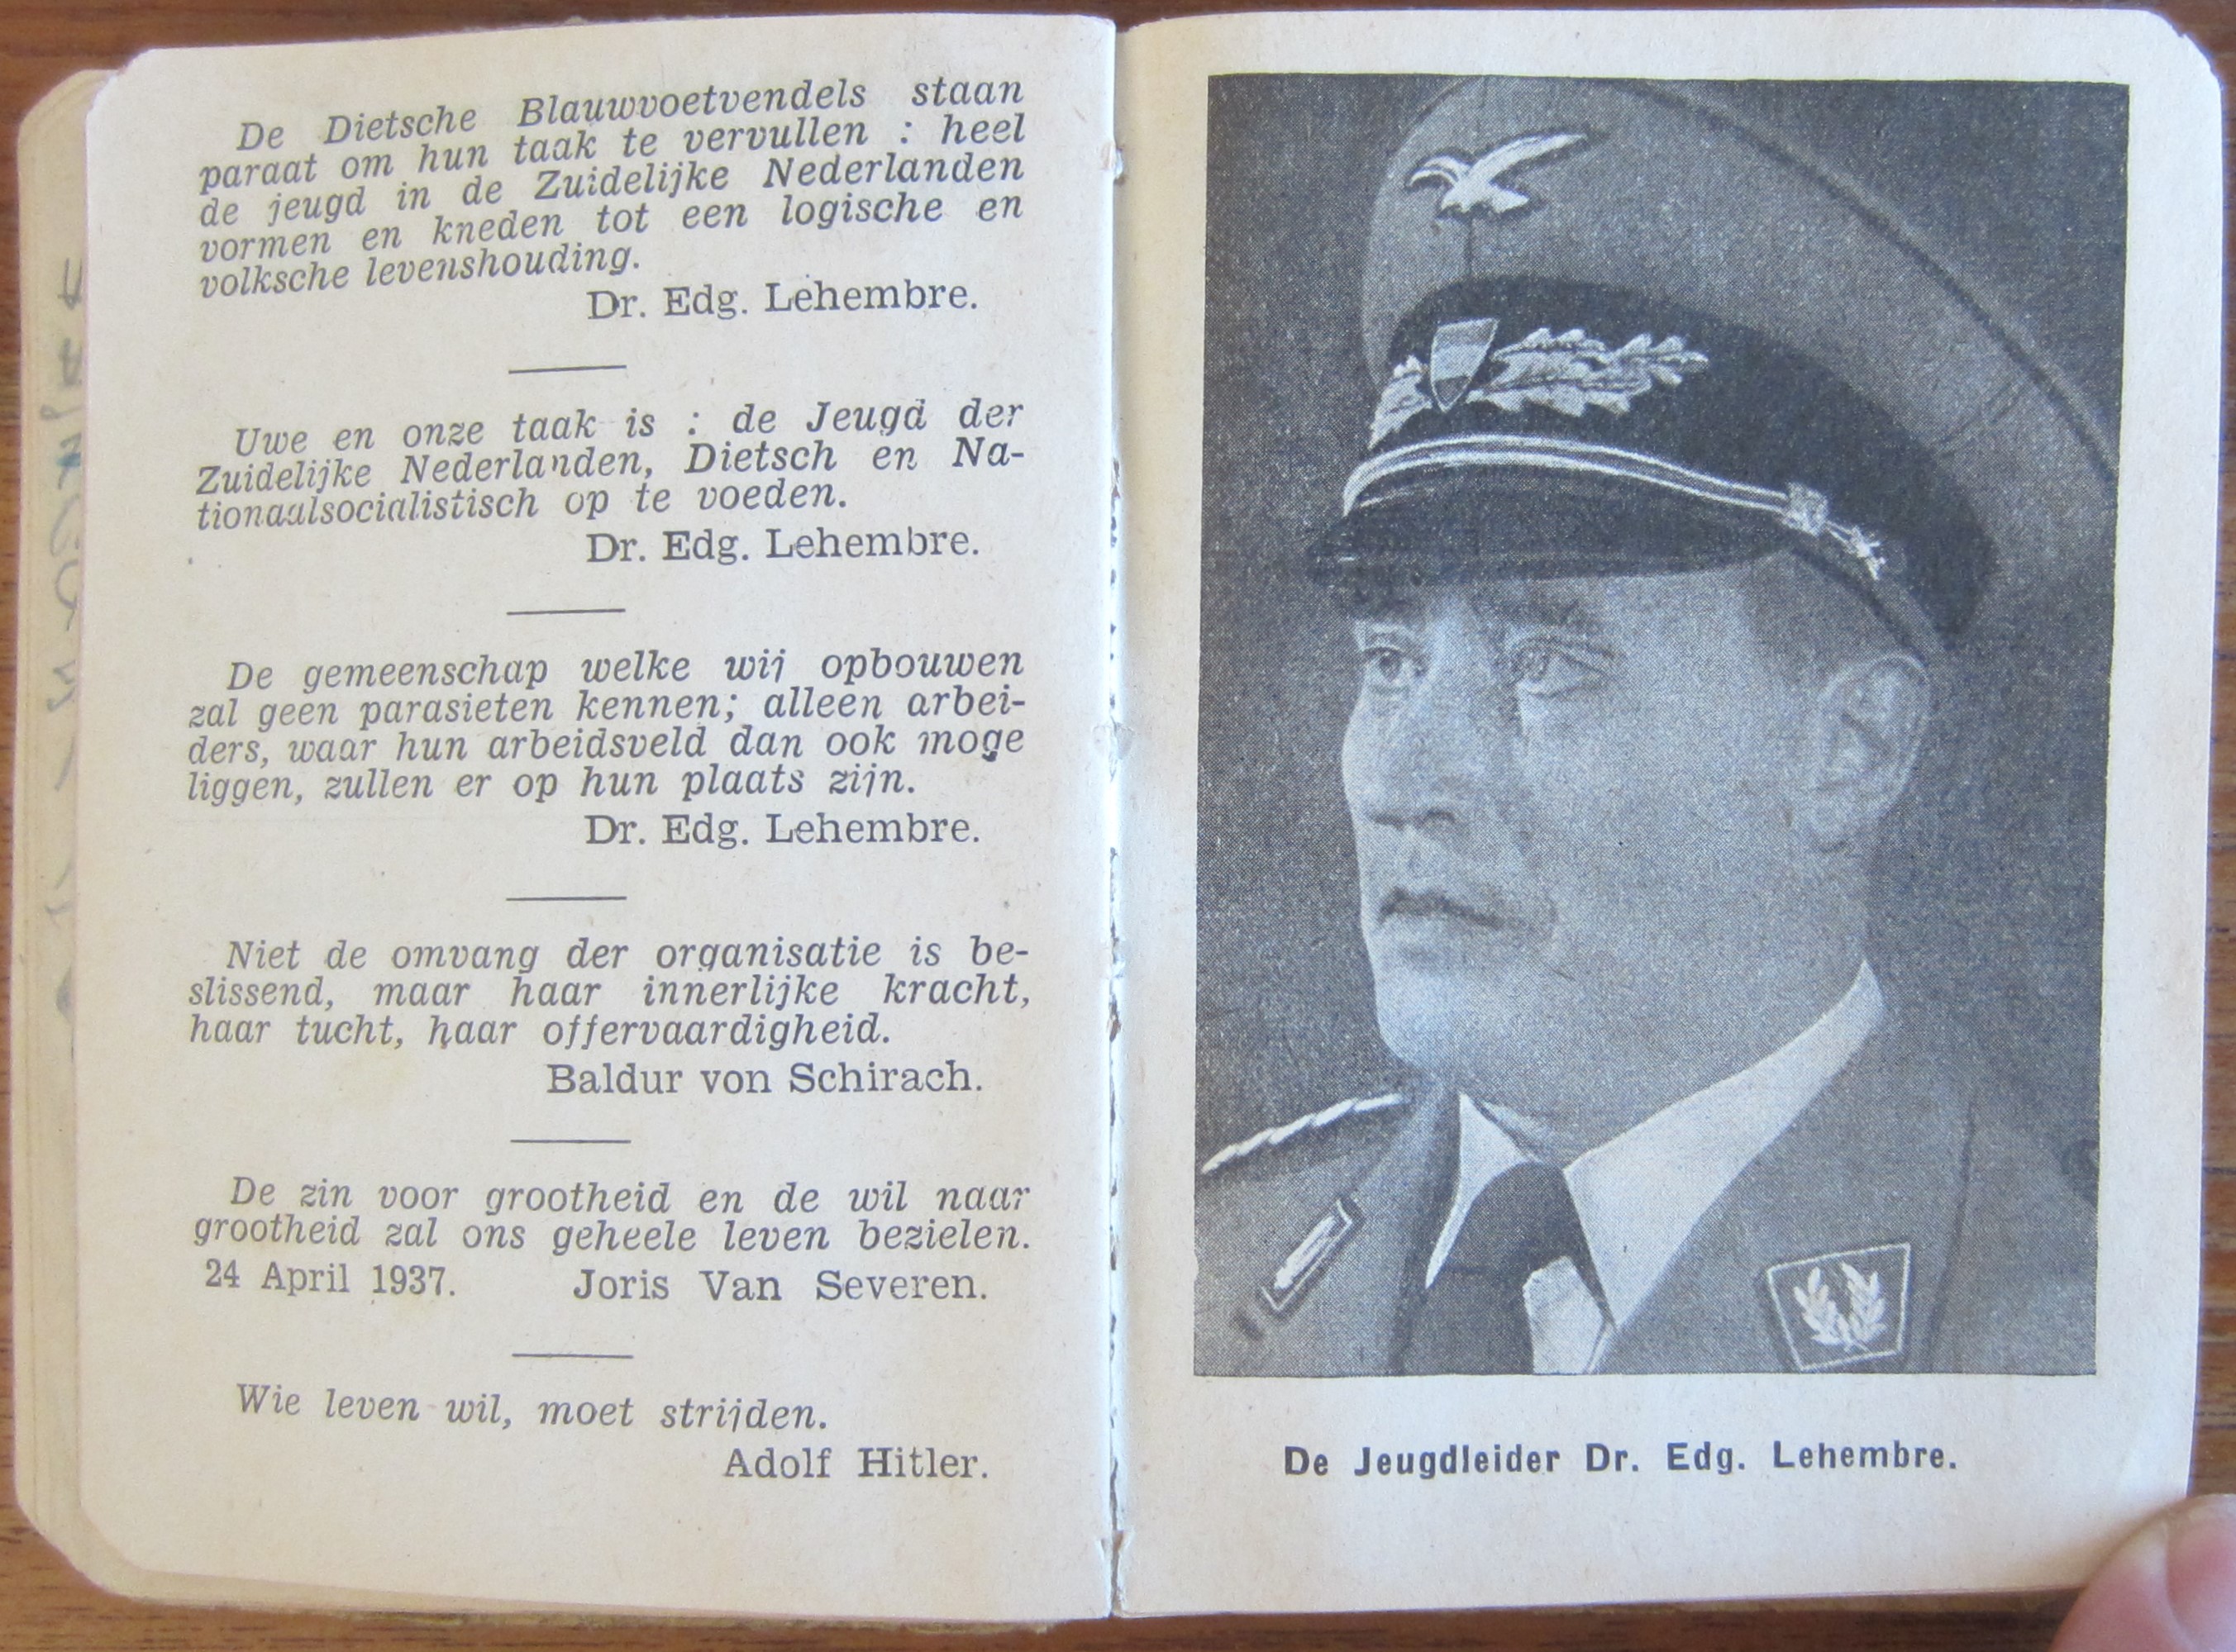 De Dietsche Blauwvoetvendels staan
paraat om hun taak te vervullen : heel
de jeugd in de Zuidelijke Nederlanden
vormen en kneden tot een logische en
volksche levenshouding.
Dr. Edg. Lehembre.
Uwe en onze taak is : de Jeugd der
Zuidelijke Nederlanden, Dietsch en Na-
tionaalsocialistisch op te voeden.
Dr. Edg. Lehembre.
De gemeenschap welke wij opbouwen
zal geen parasieten kennen; alleen arbei-
ders, waar hun arbeidsveld dan ook moge
liggen, zullen er op hun plaats zijn.
Dr. Edg. Lehembre.
Niet de omvang der organisatie is be-
slissend, maar haar innerlijke kracht,
haar tucht, haar offervaardigheid.
Baldur von Schirach.
De zin voor grootheid en de wil naar
grootheid zal ons geheele leven bezielen.
24 April 1937. Joris Van Severen.
Wie leven wil, moet strijden.
Adolf Hitler.
De Jeugdleider Dr. Edg. Lehembre.